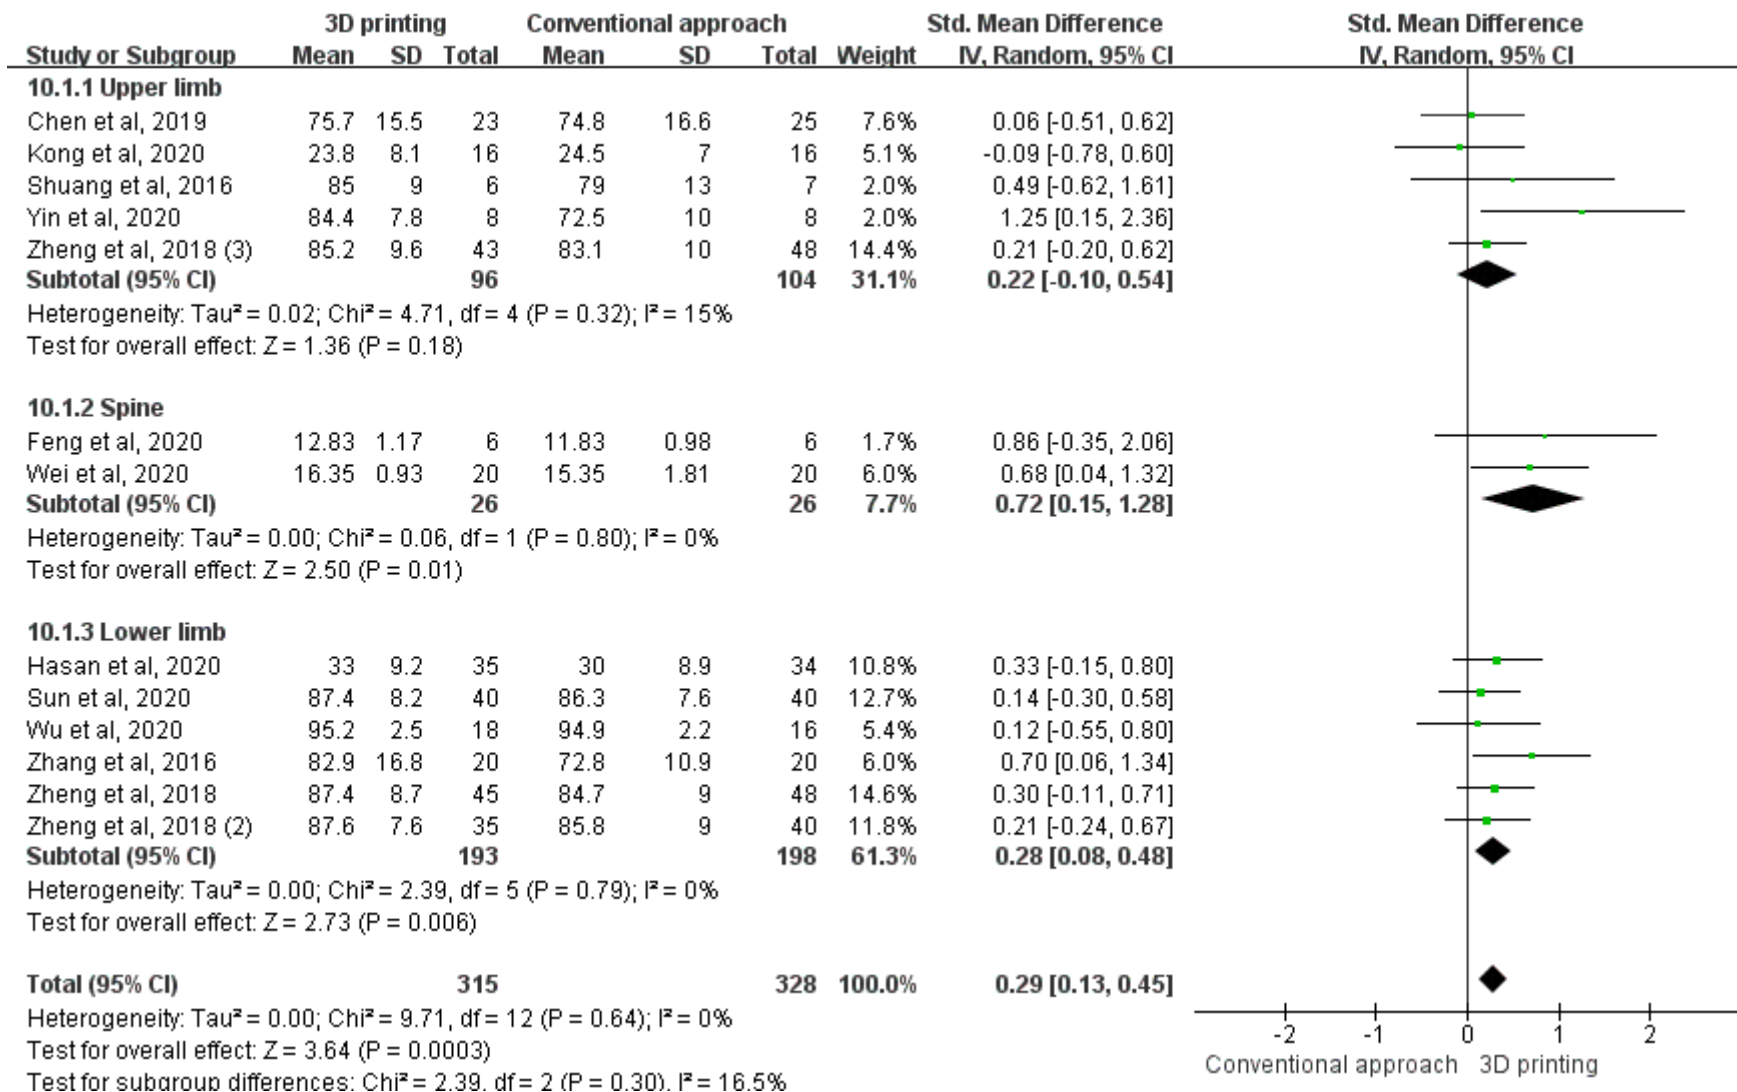 3D printing Conventional approach Std. Mean Difference Std. Mean Difference
Study or Subgroup Mean SD Total Mean SD Total Weight IV, Random, 95% CI IV, Random, 95% CI
10.1.1 Upper limb
Chen et al, 2019 75.7 15.5 23 74.8 16.6 25 7.6% 0.06 [-0.51, 0.62]
Kong et al, 2020 23.8 8.1 16 24.5 7 16 5.1% -0.09 [-0.78, 0.60]
Shuang et al, 2016 85 9 6 79 13 7 2.0% 0.49 [-0.62, 1.61]
Yin et al, 2020 84.4 7.8 8 72.5 10 8 2.0% 1.25 [0.15, 2.36]
Zheng et al, 2018 (3) 85.2 9.6 43 83.1 10 48 14.4% 0.21 [-0.20, 0.62]
Subtotal (95% CI) 96 104 31.1% 0.22 [-0.10, 0.54]
Heterogeneity: Tau² = 0.02; Chi² = 4.71, df = 4 (P = 0.32); I² = 15%
Test for overall effect: Z = 1.36 (P = 0.18)
10.1.2 Spine
Feng et al, 2020 12.83 1.17 6 11.83 0.98 6 1.7% 0.86 [-0.35, 2.06]
Wei et al, 2020 16.35 0.93 20 15.35 1.81 20 6.0% 0.68 [0.04, 1.32]
Subtotal (95% CI) 26 26 7.7% 0.72 [0.15, 1.28]
Heterogeneity: Tau² = 0.00; Chi² = 0.06, df = 1 (P = 0.80); I² = 0%
Test for overall effect: Z = 2.50 (P = 0.01)
10.1.3 Lower limb
Hasan et al, 2020 33 9.2 35 30 8.9 34 10.8% 0.33 [-0.15, 0.80]
Sun et al, 2020 87.4 8.2 40 86.3 7.6 40 12.7% 0.14 [-0.30, 0.58]
Wu et al, 2020 95.2 2.5 18 94.9 2.2 16 5.4% 0.12 [-0.55, 0.80]
Zhang et al, 2016 82.9 16.8 20 72.8 10.9 20 6.0% 0.70 [0.06, 1.34]
Zheng et al, 2018 87.4 8.7 45 84.7 9 48 14.6% 0.30 [-0.11, 0.71]
Zheng et al, 2018 (2) 87.6 7.6 35 85.8 9 40 11.8% 0.21 [-0.24, 0.67]
Subtotal (95% CI) 193 198 61.3% 0.28 [0.08, 0.48]
Heterogeneity: Tau² = 0.00; Chi² = 2.39, df = 5 (P = 0.79); I² = 0%
Test for overall effect: Z = 2.73 (P = 0.006)
Total (95% CI) 315 328 100.0% 0.29 [0.13, 0.45]
Heterogeneity: Tau² = 0.00; Chi² = 9.71, df = 12 (P = 0.64); I² = 0%
Test for overall effect: Z = 3.64 (P = 0.0003)
Test for subgroup differences: Chi² = 2.39, df = 2 (P = 0.30), I² = 16.5%
-2 -1 0 1 2
Conventional approach 3D printing